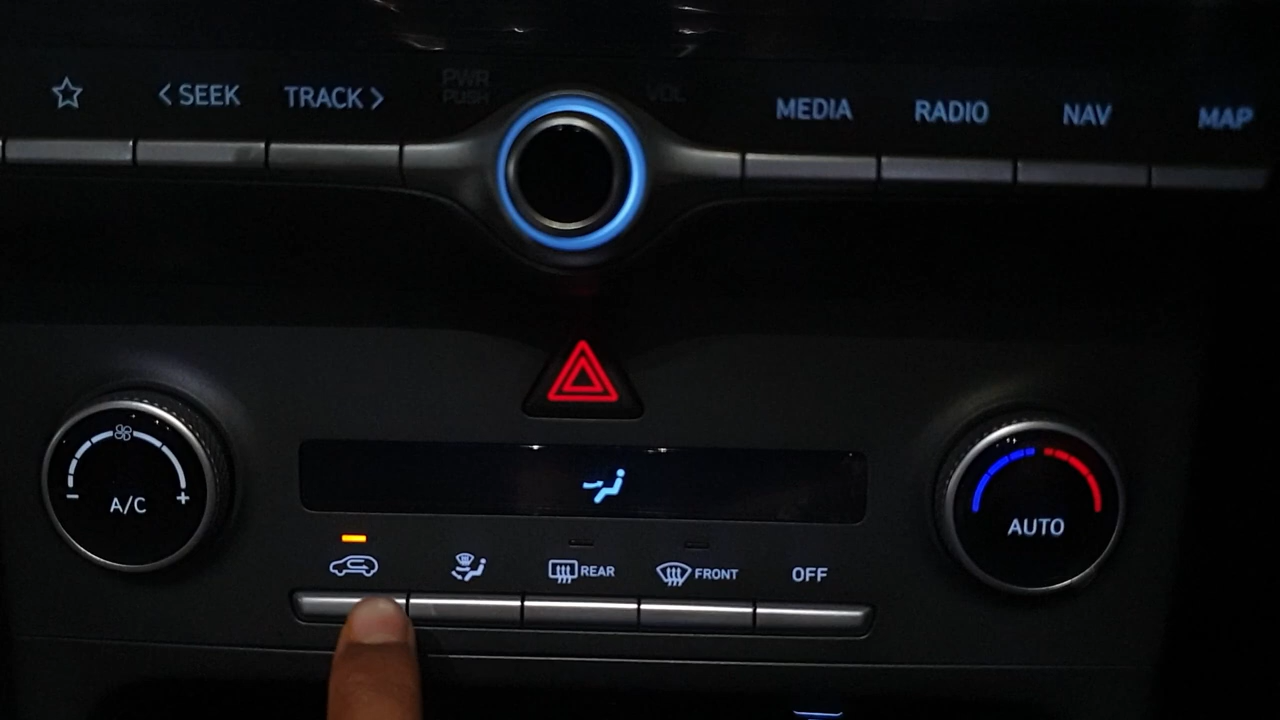 < SEEK
TRACK >
PWR
PUSH
VOL
MEDIA
RADIO
NAV
MAP
A/C
- +
AUTO
REAR
FRONT
OFF